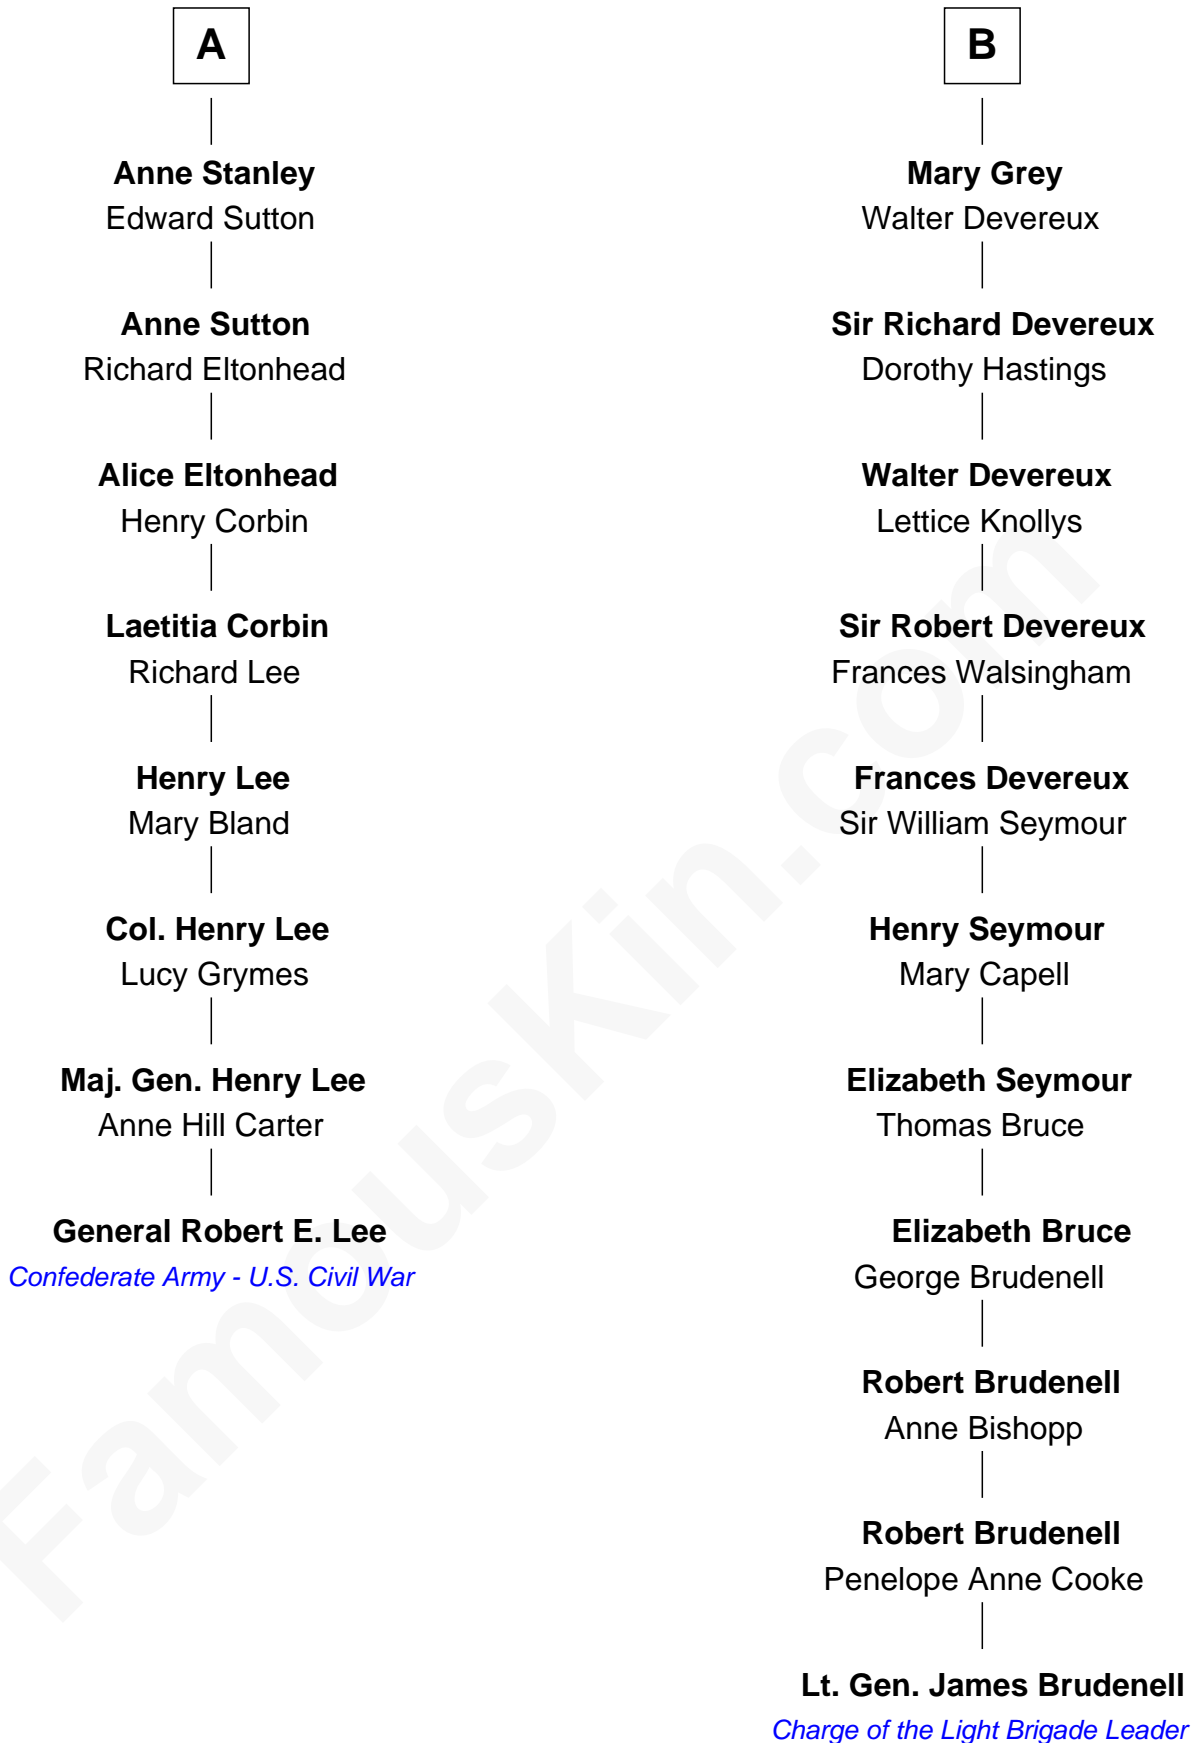 A
Anne Stanley
Edward Sutton
Anne Sutton
Richard Eltonhead
Alice Eltonhead
Henry Corbin
Laetitia Corbin
Richard Lee
Henry Lee
Mary Bland
Col. Henry Lee
Lucy Grymes
Maj. Gen. Henry Lee
Anne Hill Carter
General Robert E. Lee
Confederate Army - U.S. Civil War
B
Mary Grey
Walter Devereux
Sir Richard Devereux
Dorothy Hastings
Walter Devereux
Lettice Knollys
Sir Robert Devereux
Frances Walsingham
Frances Devereux
Sir William Seymour
Henry Seymour
Mary Capell
Elizabeth Seymour
Thomas Bruce
Elizabeth Bruce
George Brudenell
Robert Brudenell
Anne Bishopp
Robert Brudenell
Penelope Anne Cooke
Lt. Gen. James Brudenell
Charge of the Light Brigade Leader
FamousKin.com